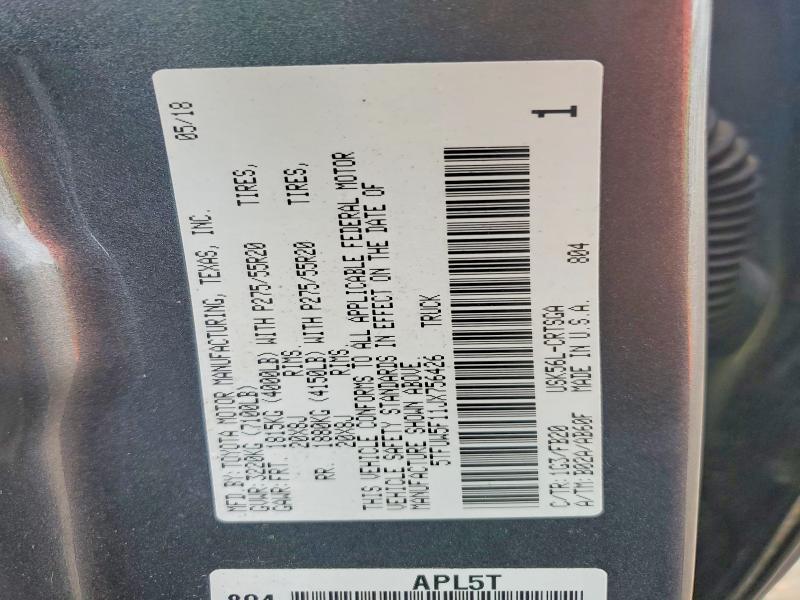 MFD BY: TOYOTA MOTOR MANUFACTURING, TEXAS, INC. 05/18
GVWR: 3220KG (7100LB)
GAWR: FRT. 1815KG (4000LB) WITH P275/55R20 TIRES,
20X8J RIMS.
RR. 1880KG (4150LB) WITH P275/55R20 TIRES,
20X8J RIMS.
THIS VEHICLE CONFORMS TO ALL APPLICABLE FEDERAL MOTOR
VEHICLE SAFETY STANDARDS IN EFFECT ON THE DATE OF
MANUFACTURE SHOWN ABOVE.
5TFUW5F11JX756426 TRUCK
C/TR: 1G3/FB20 USK56L-CRTSGA 804
A/TM: B02A/AB60F MADE IN U.S.A.
1
APL5T
804